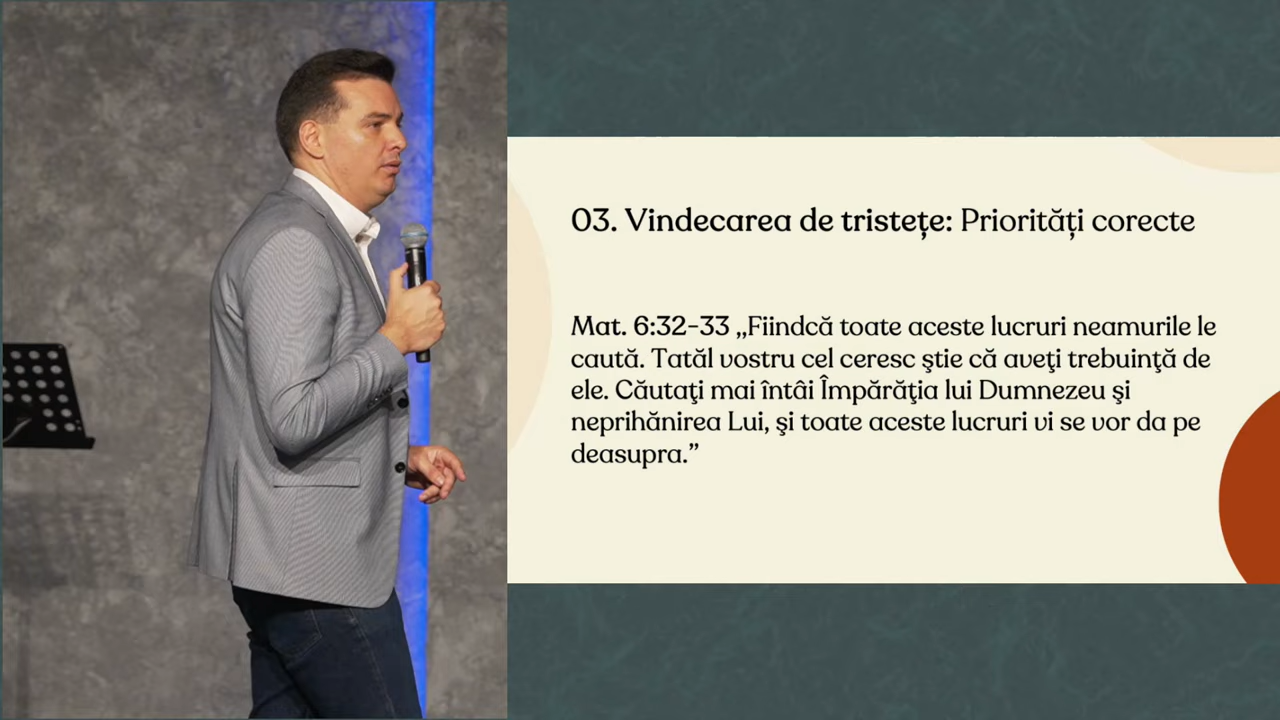 03. Vindecarea de tristețe: Priorități corecte
Mat. 6:32-33 „Fiindcă toate aceste lucruri neamurile le
caută. Tatăl vostru cel ceresc ştie că aveţi trebuinţă de
ele. Căutaţi mai întâi Împărăţia lui Dumnezeu şi
neprihănirea Lui, şi toate aceste lucruri vi se vor da pe
deasupra.”